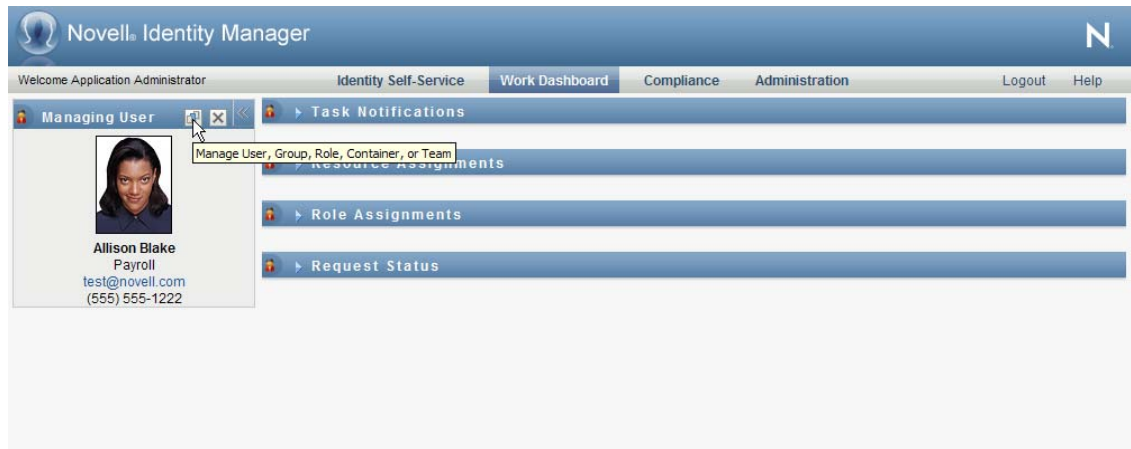 Novell® Identity Manager
N
Welcome Application Administrator
Identity Self-Service
Work Dashboard
Compliance
Administration
Logout
Help
Managing User
Task Notifications
Manage User, Group, Role, Container, or Team
Resource Assignments
Role Assignments
Request Status
Allison Blake
Payroll
test@novell.com
(555) 555-1222